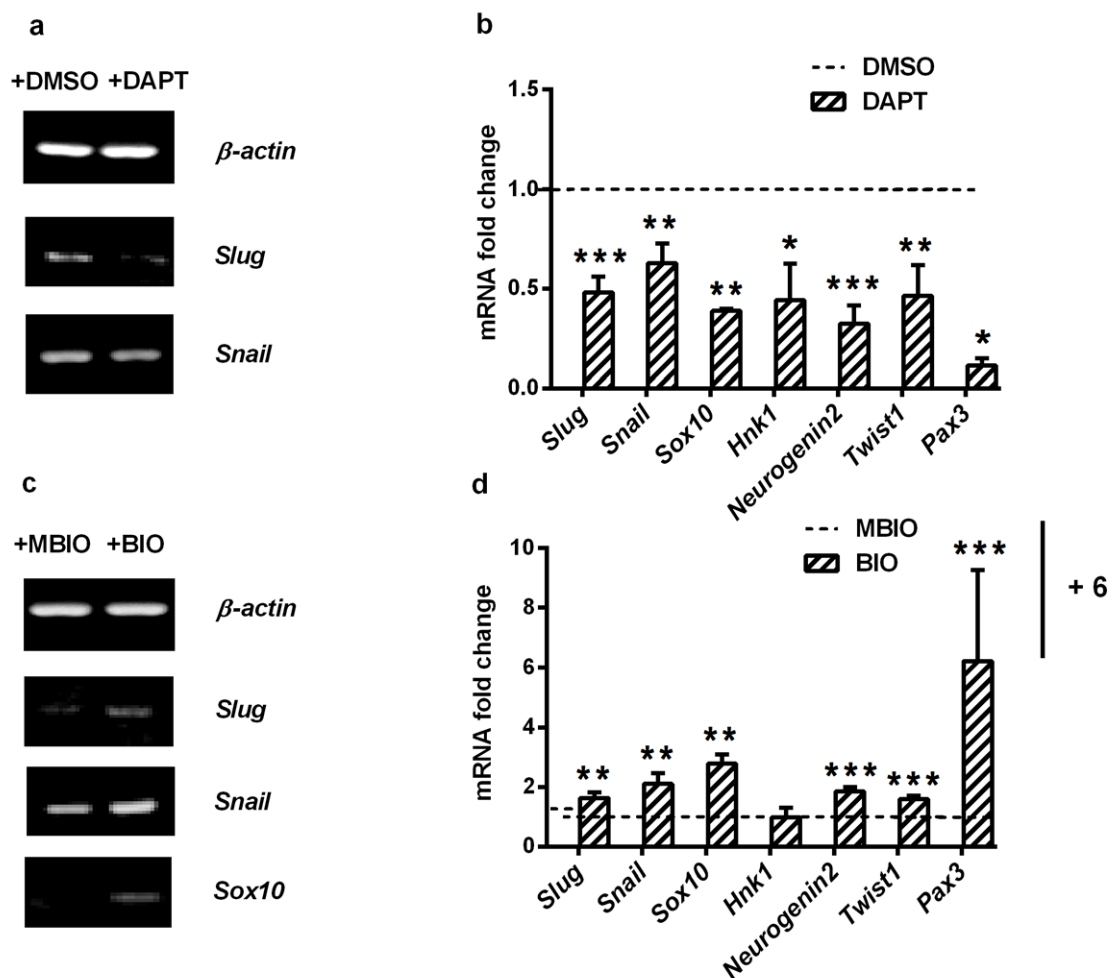 a
+DMSO +DAPT
β-actin
Slug
Snail
b
DMSO
DAPT
mRNA fold change
1.5
1.0
0.5
0.0
***
**
**
*
***
**
*
Slug
Snail
Sox10
Hnk1
Neurogenin2
Twist1
Pax3
c
+MBIO +BIO
β-actin
Slug
Snail
Sox10
d
MBIO
BIO
mRNA fold change
10
8
6
4
2
0
**
**
**
***
***
***
Slug
Snail
Sox10
Hnk1
Neurogenin2
Twist1
Pax3
+ 6